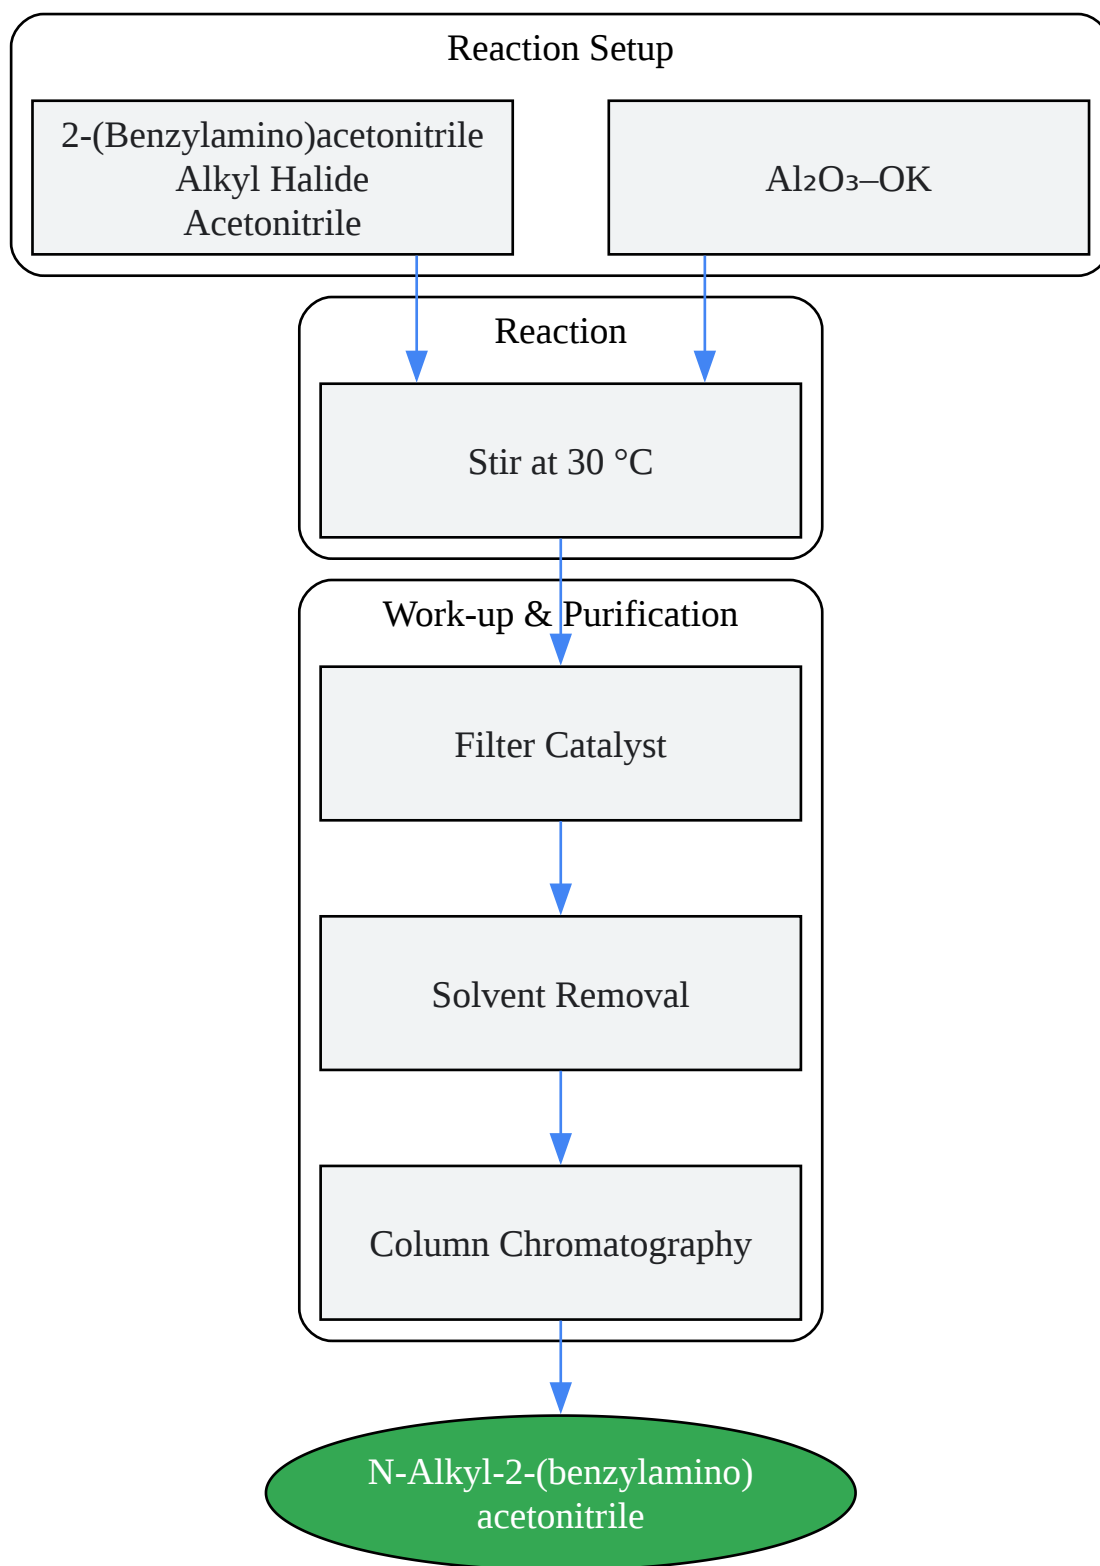 Reaction Setup
2-(Benzylamino)acetonitrile
Alkyl Halide
Acetonitrile
Al₂O₃–OK
Reaction
Stir at 30 °C
Work-up & Purification
Filter Catalyst
Solvent Removal
Column Chromatography
N-Alkyl-2-(benzylamino)
acetonitrile